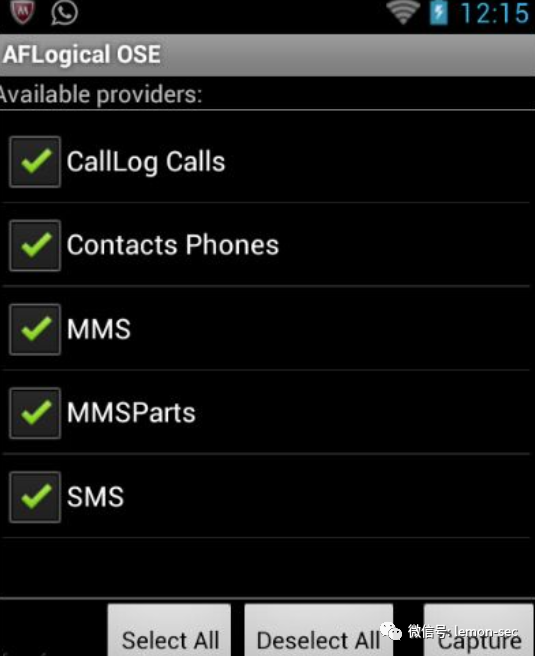 12:15
AFLogical OSE
Available providers:
CallLog Calls
Contacts Phones
MMS
MMSParts
SMS
Select All
Deselect All
Capture
微信号: lemon-sec